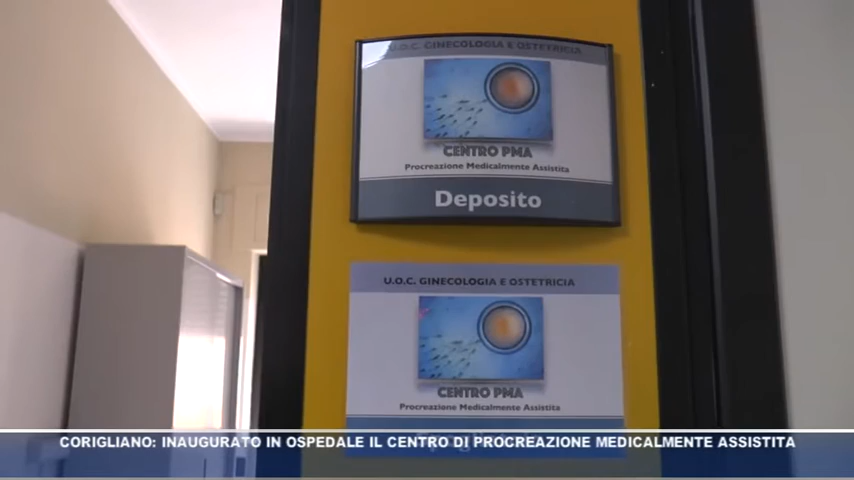 U.O.C. GINECOLOGIA E OSTETRICIA
CENTRO PMA
Procreazione Medicalmente Assistita
Deposito
U.O.C. GINECOLOGIA E OSTETRICIA
CENTRO PMA
Procreazione Medicalmente Assistita
CORIGLIANO: INAUGURATO IN OSPEDALE IL CENTRO DI PROCREAZIONE MEDICALMENTE ASSISTITA